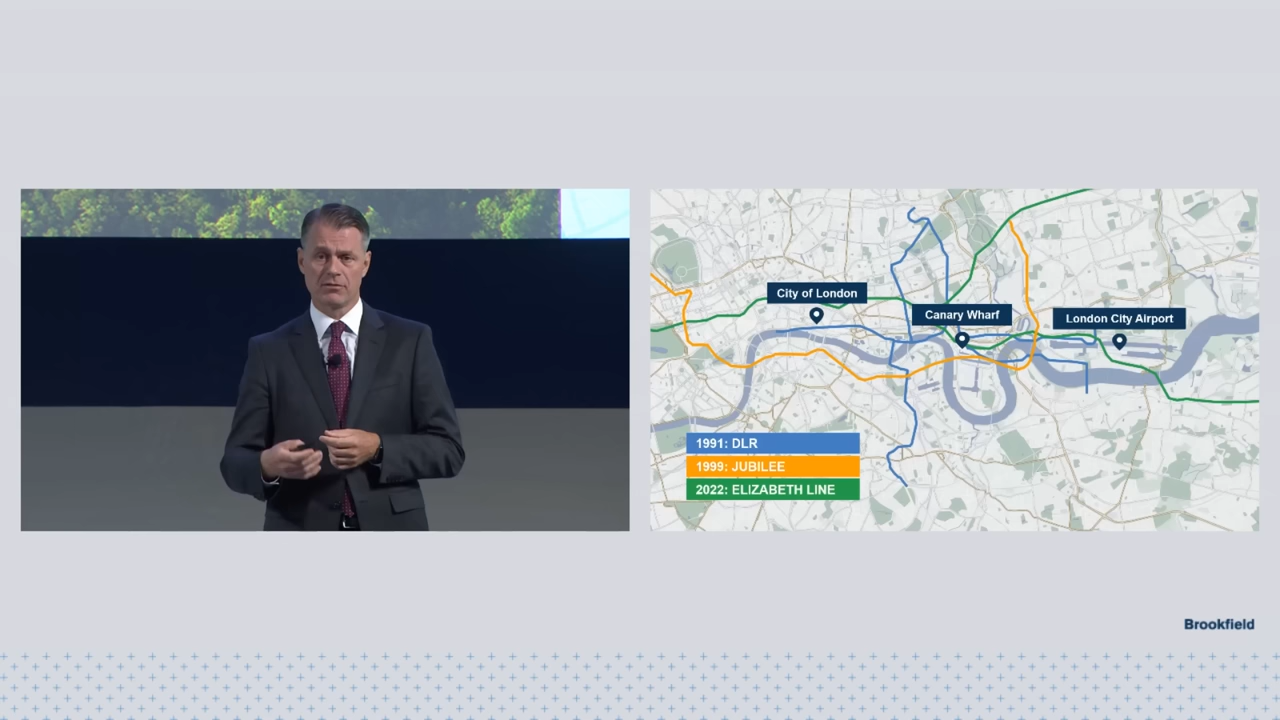 City of London
Canary Wharf
London City Airport
1991: DLR
1999: JUBILEE
2022: ELIZABETH LINE
Brookfield